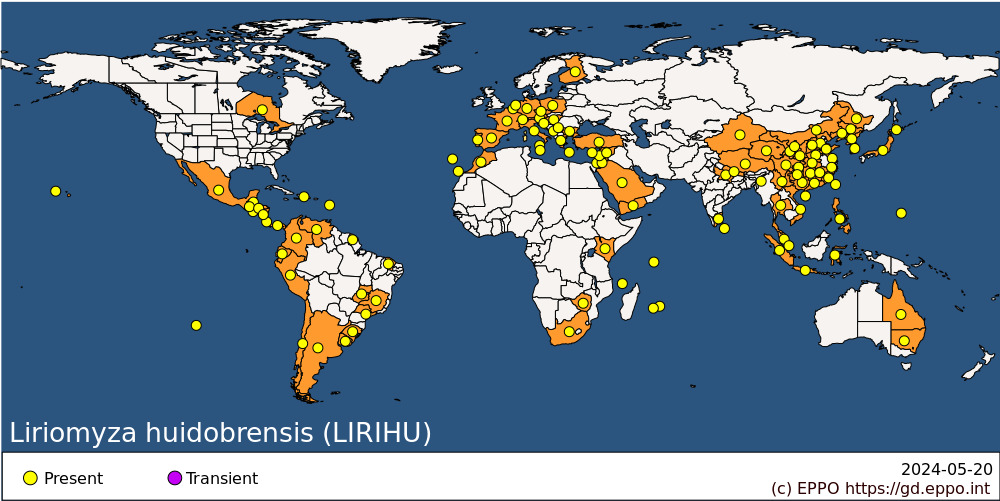 Liriomyza huidobrensis (LIRIHU)
Present
Transient
2024-05-20
(c) EPPO https://gd.eppo.int